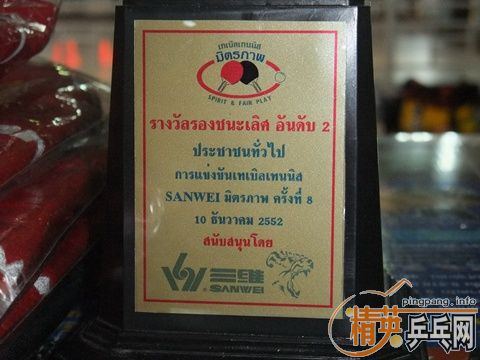 เทเบิลเทนนิส
มิตรภาพ
SPIRIT & FAIR PLAY
รางวัลรองชนะเลิศ อันดับ 2
ประชาชนทั่วไป
การแข่งขันเทเบิลเทนนิส
SANWEI มิตรภาพ ครั้งที่ 8
10 ธันวาคม 2552
สนับสนุนโดย
三维
SANWEI
pingpang.info
精英乒乓网